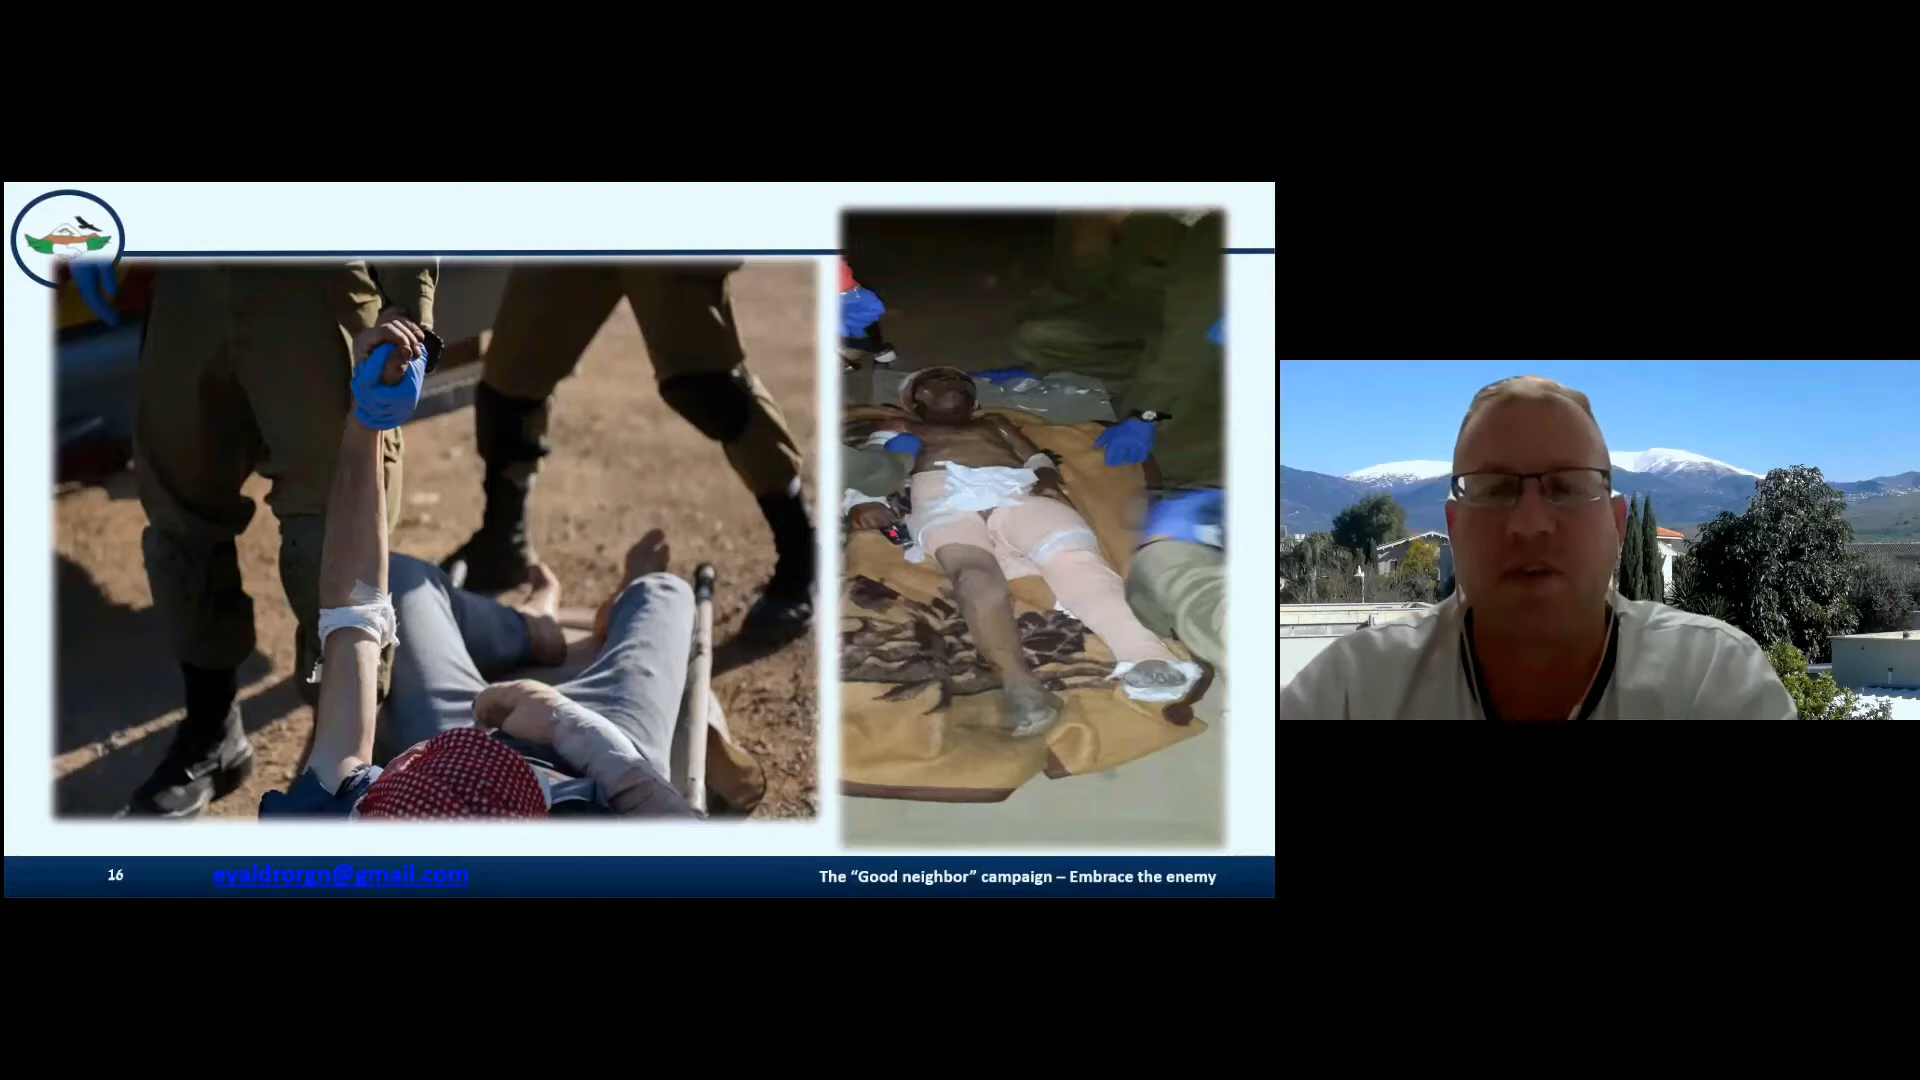 16
eyaldrorgn@gmail.com
The “Good neighbor” campaign – Embrace the enemy